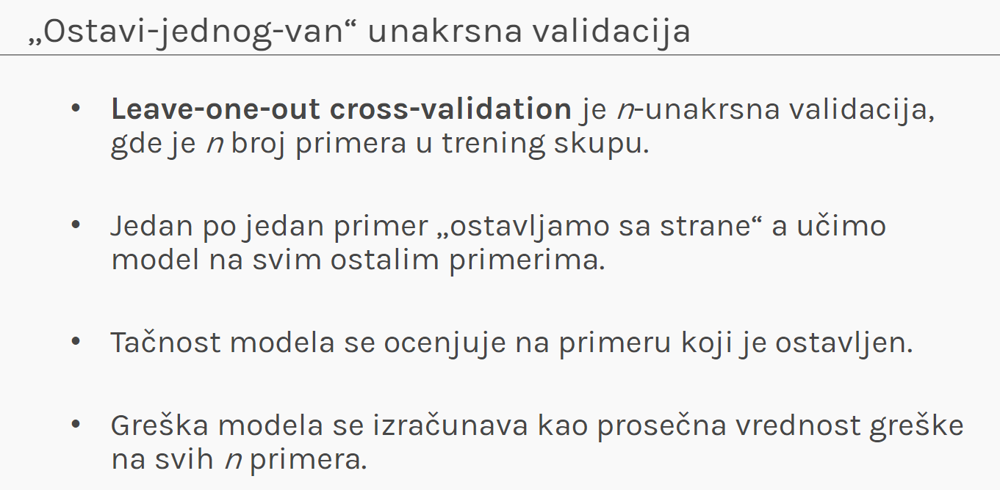 „Ostavi-jednog-van“ unakrsna validacija
• Leave-one-out cross-validation je n-unakrsna validacija,
gde je n broj primera u trening skupu.
• Jedan po jedan primer „ostavljamo sa strane“ a učimo
model na svim ostalim primerima.
• Tačnost modela se ocenjuje na primeru koji je ostavljen.
• Greška modela se izračunava kao prosečna vrednost greške
na svih n primera.